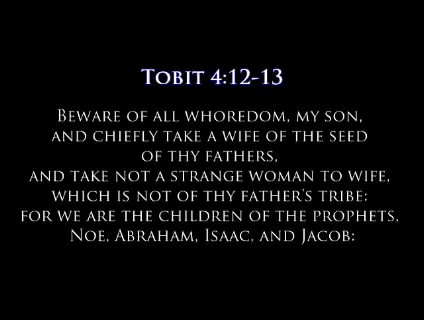 Tobit 4:12-13
Beware of all whoredom, my son,
and chiefly take a wife of the seed
of thy fathers,
and take not a strange woman to wife,
which is not of thy father's tribe:
for we are the children of the prophets,
Noe, Abraham, Isaac, and Jacob: